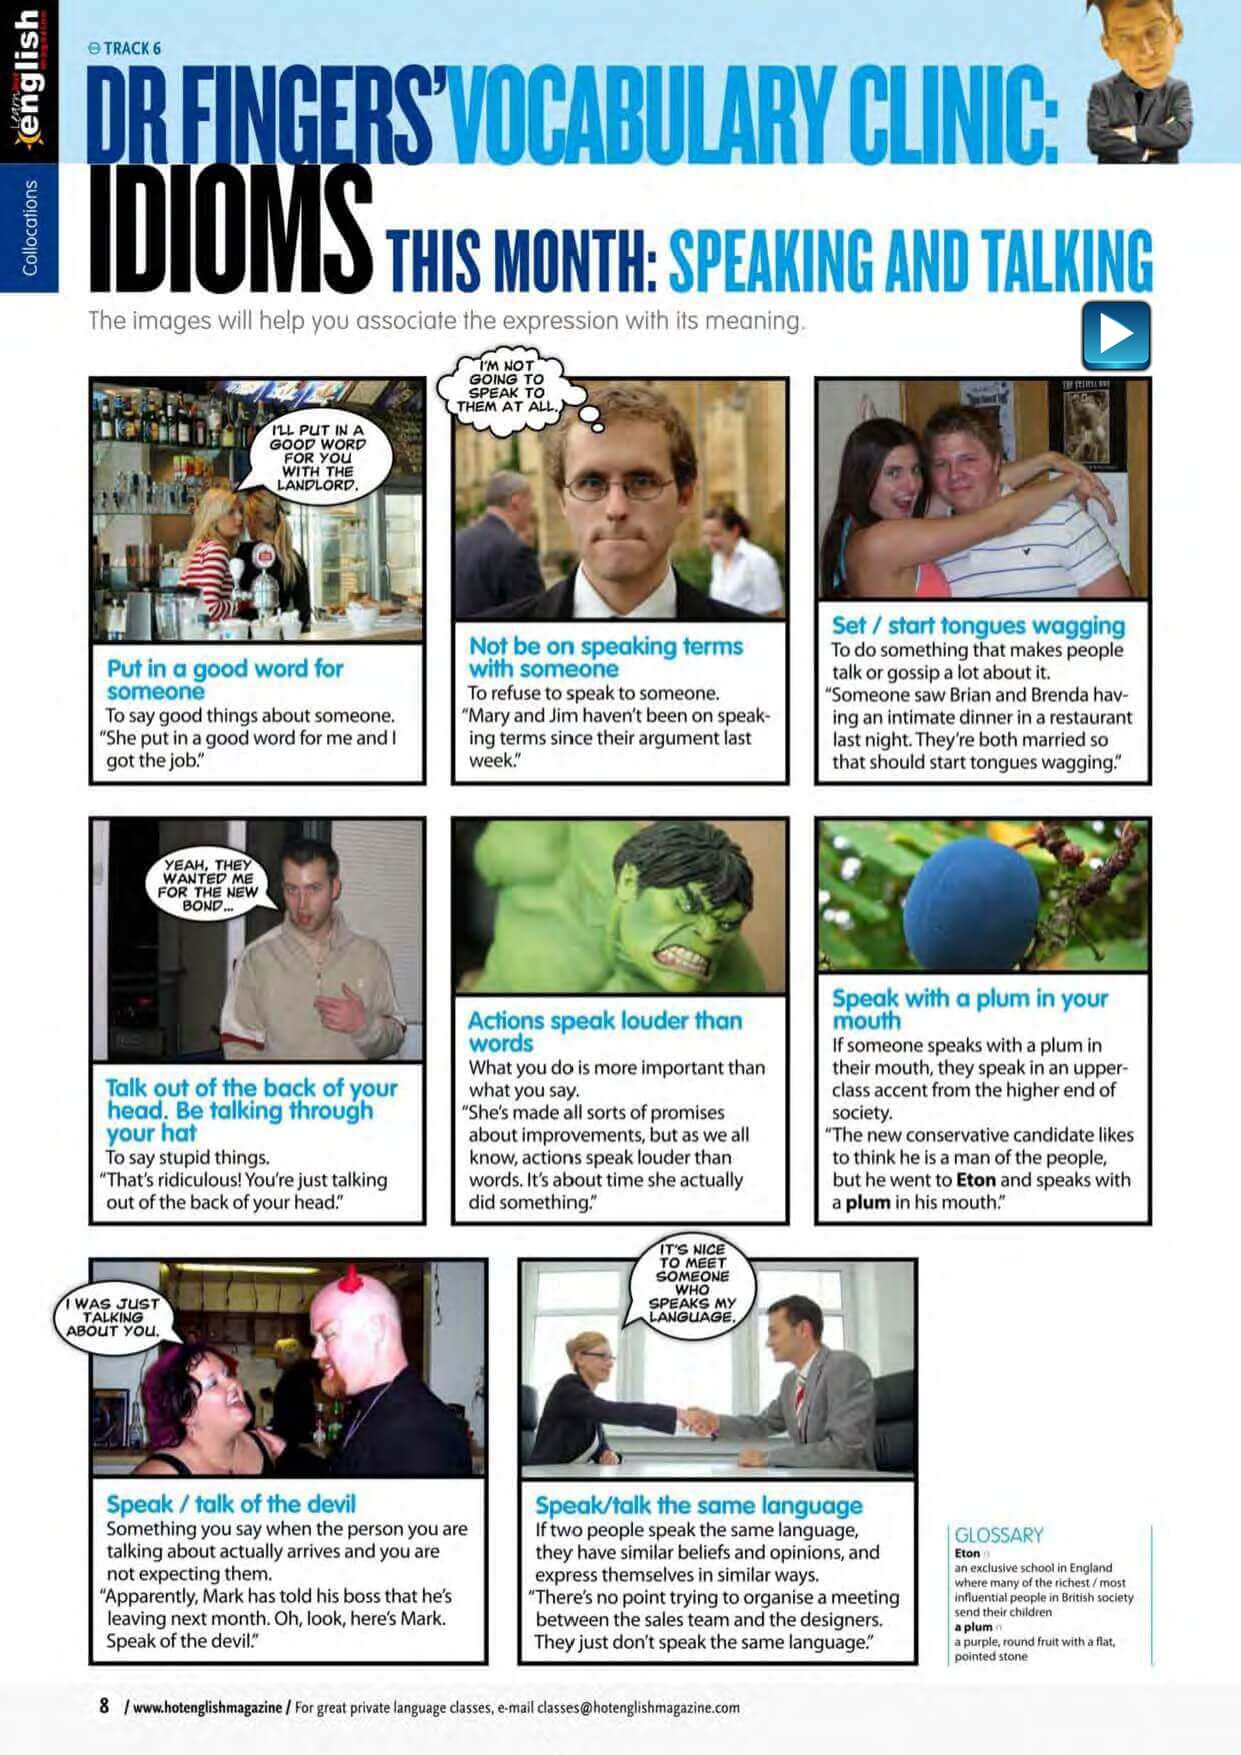 Learn hot
english
magazine
Collocations
TRACK 6
DR FINGERS' VOCABULARY CLINIC:
IDIOMS THIS MONTH: SPEAKING AND TALKING
The images will help you associate the expression with its meaning.
I'LL PUT IN A
GOOD WORD
FOR YOU
WITH THE
LANDLORD.
Put in a good word for
someone
To say good things about someone.
"She put in a good word for me and I
got the job."
I'M NOT
GOING TO
SPEAK TO
THEM AT ALL.
Not be on speaking terms
with someone
To refuse to speak to someone.
"Mary and Jim haven't been on speak-
ing terms since their argument last
week."
Set / start tongues wagging
To do something that makes people
talk or gossip a lot about it.
"Someone saw Brian and Brenda hav-
ing an intimate dinner in a restaurant
last night. They're both married so
that should start tongues wagging."
YEAH, THEY
WANTED ME
FOR THE NEW
BOND...
Talk out of the back of your
head. Be talking through
your hat
To say stupid things.
"That's ridiculous! You're just talking
out of the back of your head."
Actions speak louder than
words
What you do is more important than
what you say.
"She's made all sorts of promises
about improvements, but as we all
know, actions speak louder than
words. It's about time she actually
did something."
Speak with a plum in your
mouth
If someone speaks with a plum in
their mouth, they speak in an upper-
class accent from the higher end of
society.
"The new conservative candidate likes
to think he is a man of the people,
but he went to Eton and speaks with
a plum in his mouth."
I WAS JUST
TALKING
ABOUT YOU.
Speak / talk of the devil
Something you say when the person you are
talking about actually arrives and you are
not expecting them.
"Apparently, Mark has told his boss that he's
leaving next month. Oh, look, here's Mark.
Speak of the devil."
IT'S NICE
TO MEET
SOMEONE
WHO
SPEAKS MY
LANGUAGE.
Speak/talk the same language
If two people speak the same language,
they have similar beliefs and opinions, and
express themselves in similar ways.
"There's no point trying to organise a meeting
between the sales team and the designers.
They just don't speak the same language."
GLOSSARY
Eton n
an exclusive school in England
where many of the richest / most
influential people in British society
send their children
a plum n
a purple, round fruit with a flat,
pointed stone
8 / www.hotenglishmagazine / For great private language classes, e-mail classes@hotenglishmagazine.com